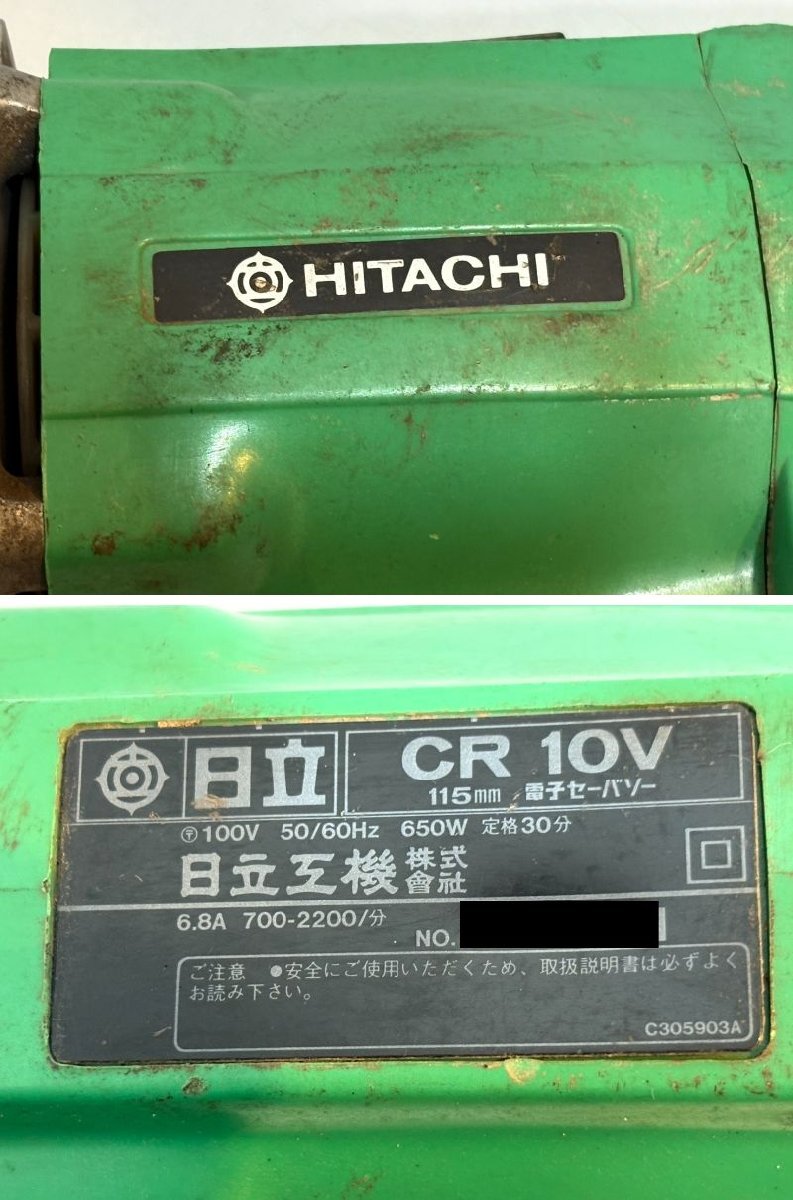 HITACHI
日立
CR 10V
115mm 電子セーバソー
〒 100V 50/60Hz 650W 定格30分
日立工機株式會社
6.8A 700-2200/分
NO.
ご注意 ●安全にご使用いただくため、取扱説明書は必ずよく
お読み下さい。
C305903A